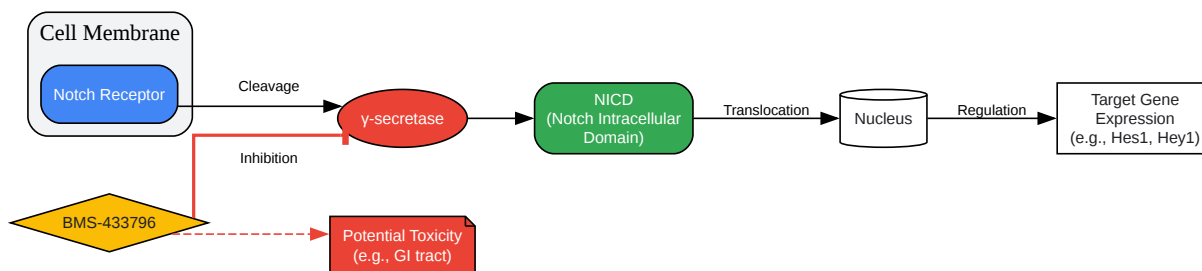 Cell Membrane
Notch Receptor
Cleavage
γ-secretase
NICD
(Notch Intracellular
Domain)
Translocation
Nucleus
Regulation
Target Gene
Expression
(e.g., Hes1, Hey1)
Inhibition
BMS-433796
Potential Toxicity
(e.g., GI tract)